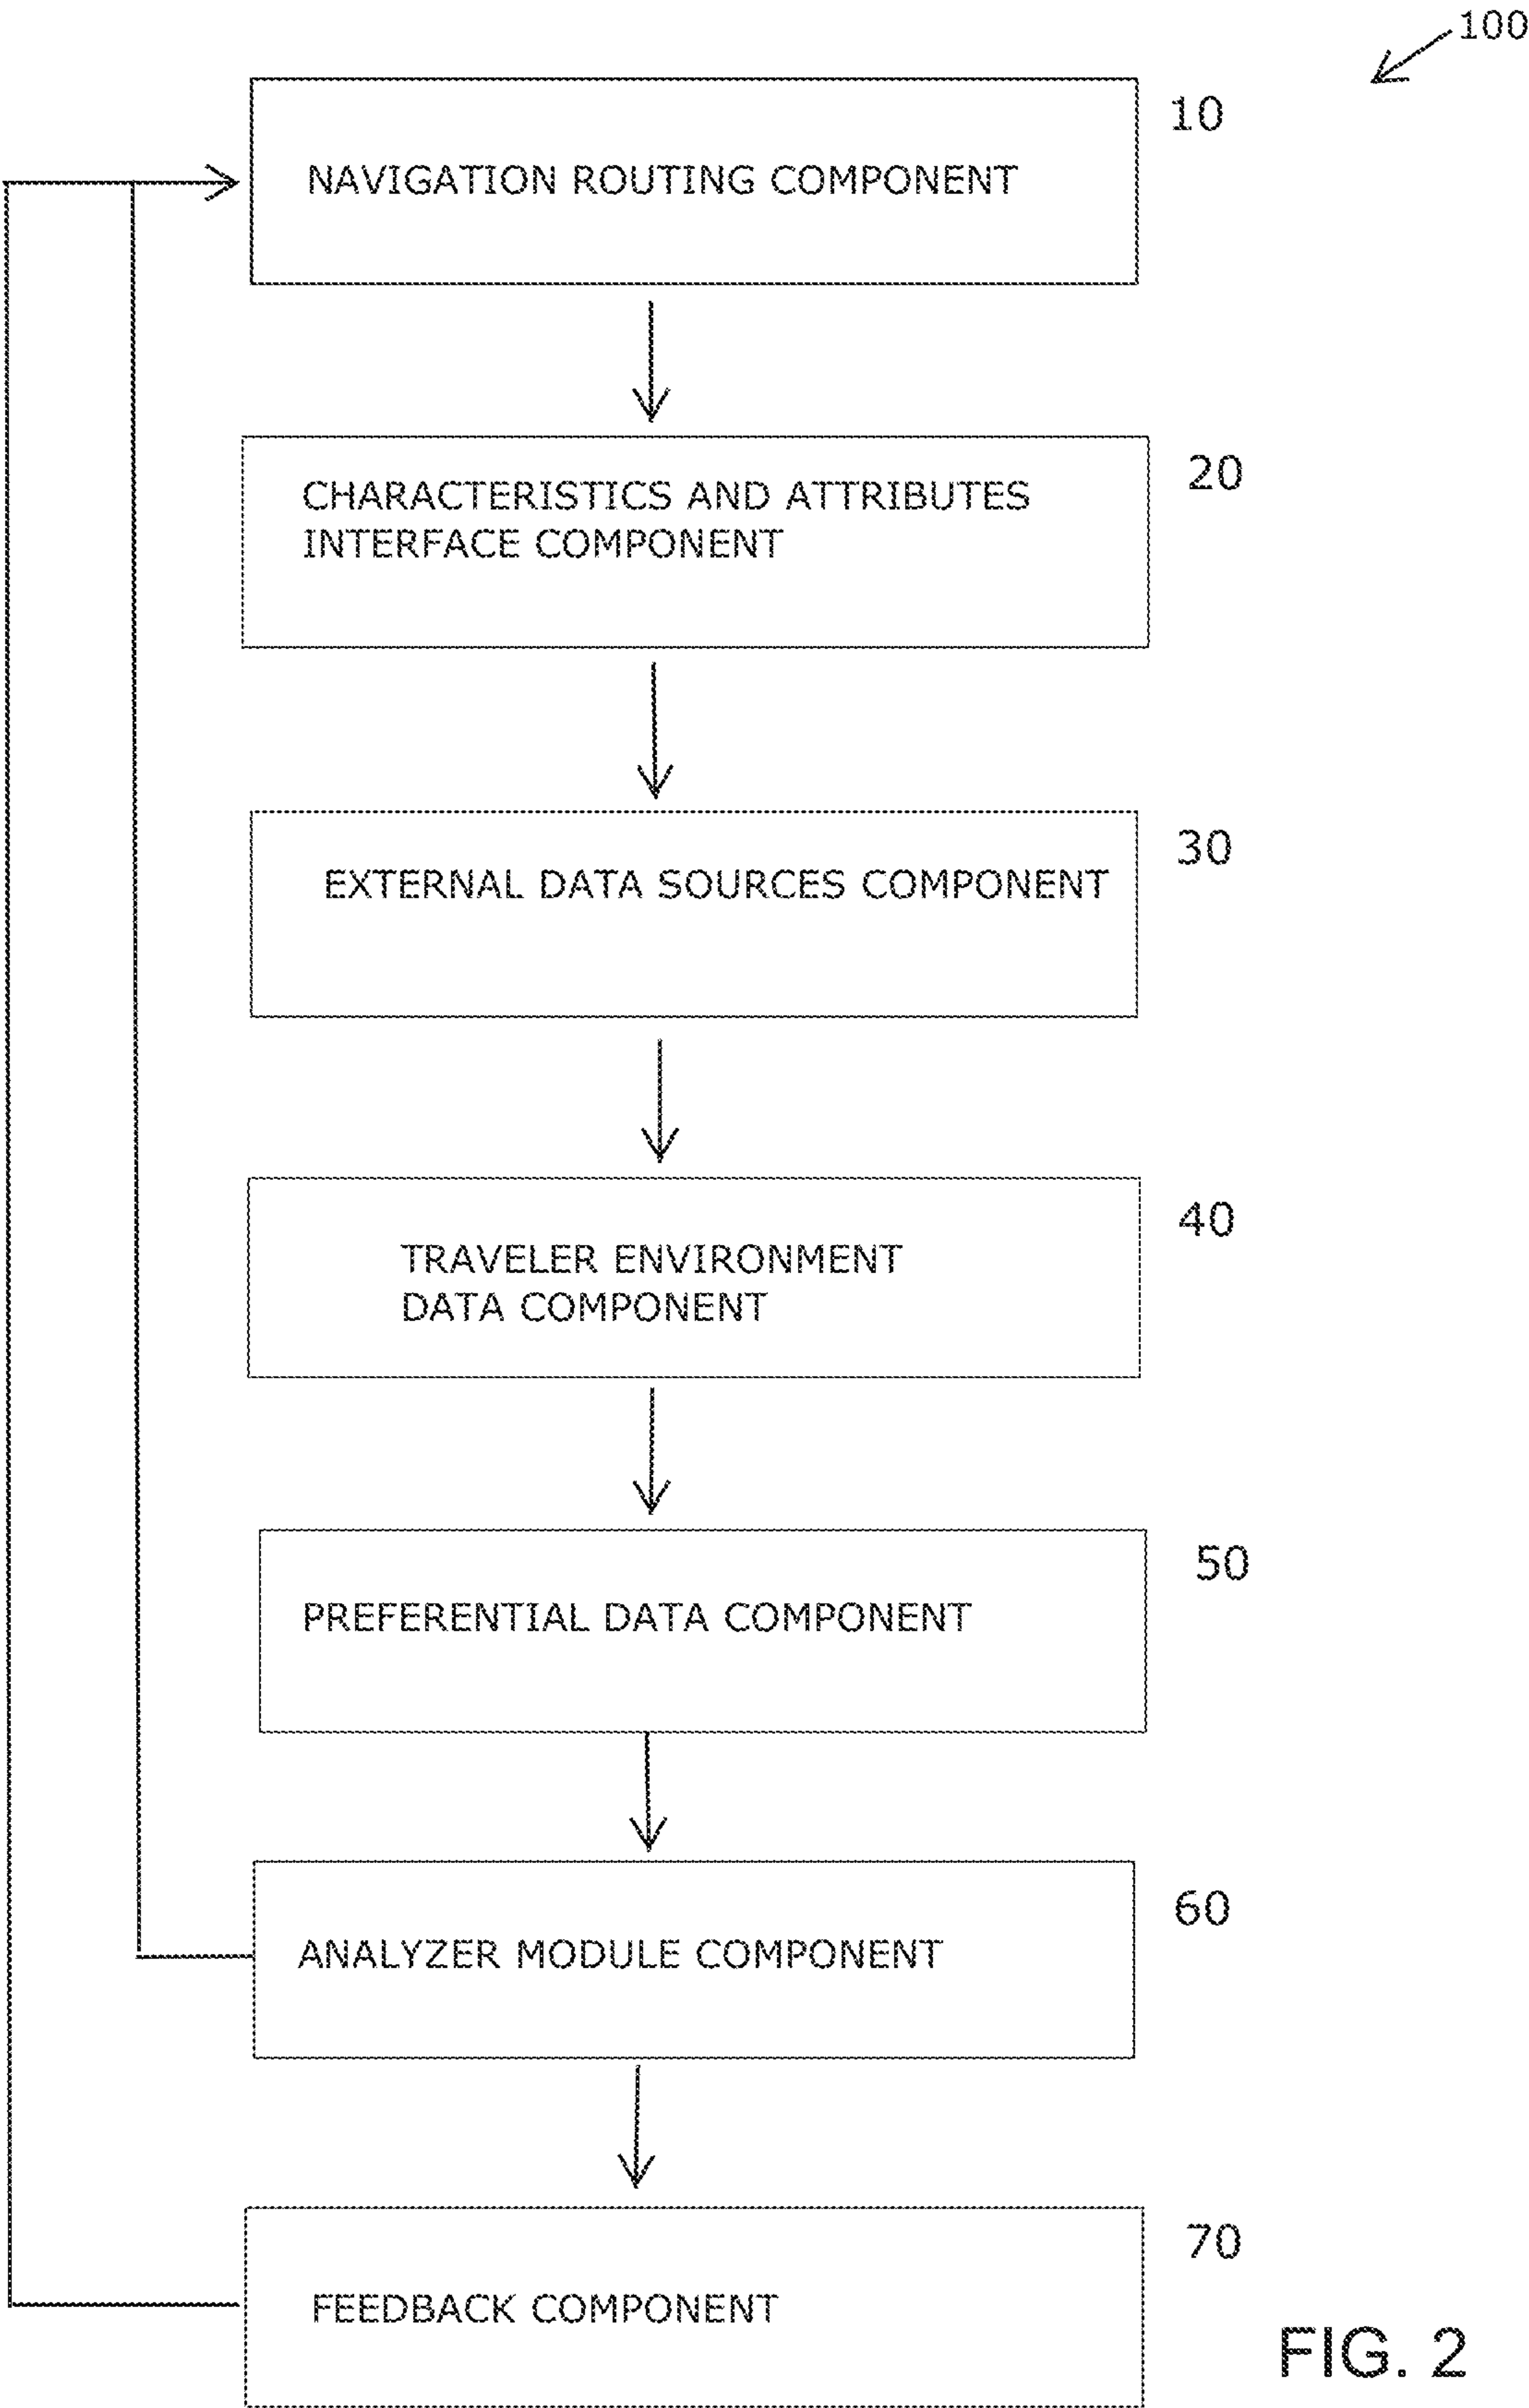 100
10
NAVIGATION ROUTING COMPONENT
20
CHARACTERISTICS AND ATTRIBUTES
INTERFACE COMPONENT
30
EXTERNAL DATA SOURCES COMPONENT
40
TRAVELER ENVIRONMENT
DATA COMPONENT
50
PREFERENTIAL DATA COMPONENT
60
ANALYZER MODULE COMPONENT
70
FEEDBACK COMPONENT
FIG. 2